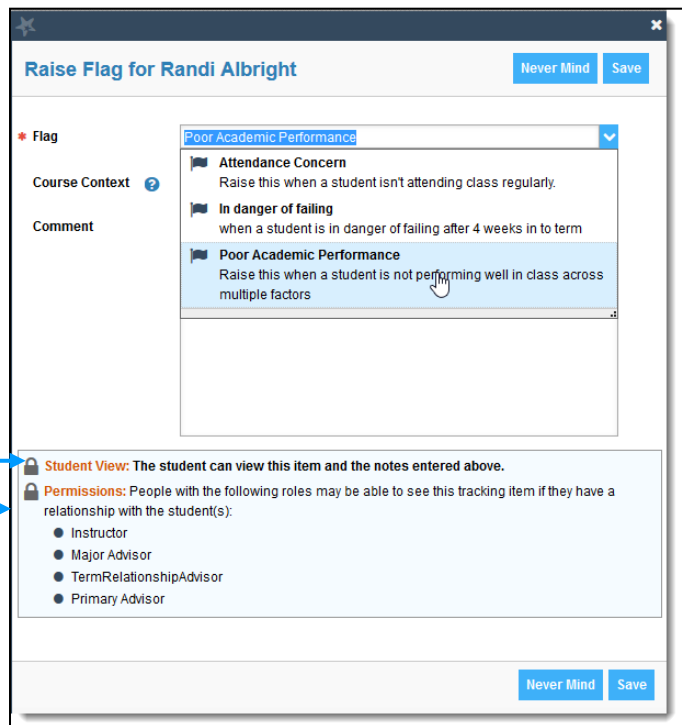 Raise Flag for Randi Albright
Never Mind
Save
* Flag
Poor Academic Performance
Attendance Concern
Raise this when a student isn't attending class regularly.
Course Context ?
In danger of failing
when a student is in danger of failing after 4 weeks in to term
Comment
Poor Academic Performance
Raise this when a student is not performing well in class across
multiple factors
Student View: The student can view this item and the notes entered above.
Permissions: People with the following roles may be able to see this tracking item if they have a
relationship with the student(s):
Instructor
Major Advisor
TermRelationshipAdvisor
Primary Advisor
Never Mind
Save